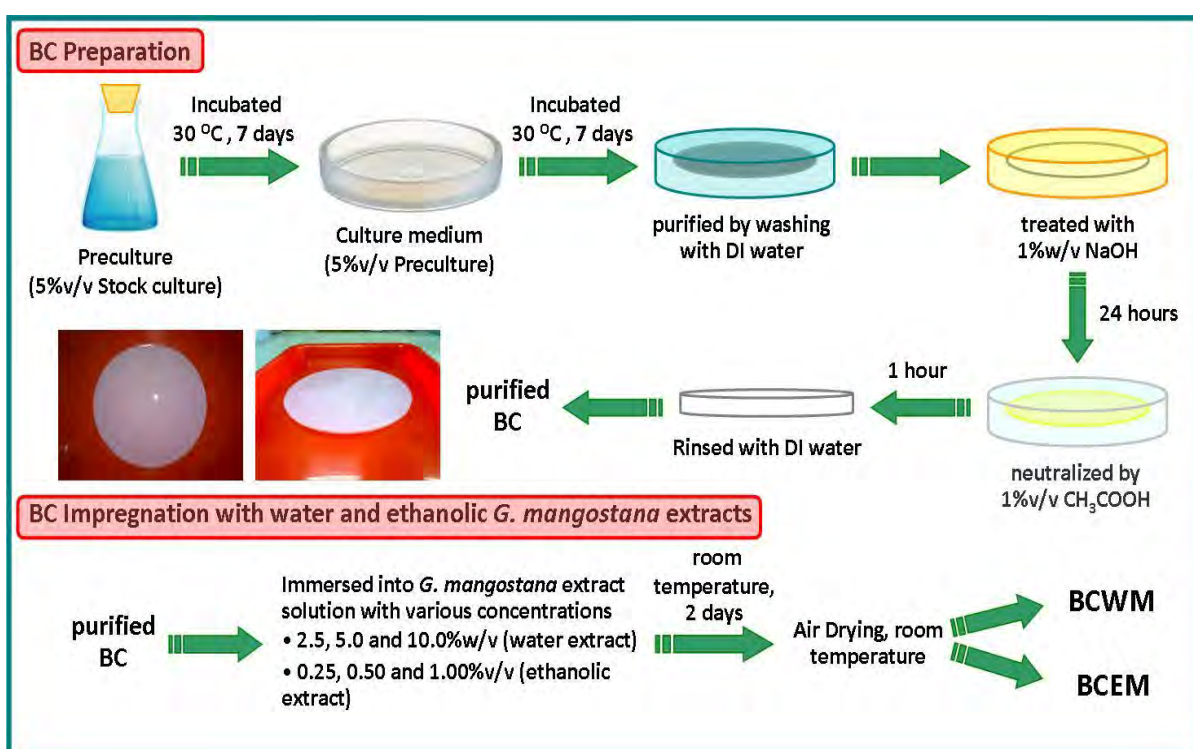 BC Preparation
Incubated
30 ᴼC , 7 days
Incubated
30 ᴼC , 7 days
Preculture
(5%v/v Stock culture)
Culture medium
(5%v/v Preculture)
purified by washing
with DI water
treated with
1%w/v NaOH
24 hours
1 hour
purified
BC
Rinsed with DI water
neutralized by
1%v/v CH₃COOH
BC Impregnation with water and ethanolic G. mangostana extracts
purified
BC
Immersed into G. mangostana extract
solution with various concentrations
• 2.5, 5.0 and 10.0%w/v (water extract)
• 0.25, 0.50 and 1.00%v/v (ethanolic
extract)
room
temperature,
2 days
Air Drying, room
temperature
BCWM
BCEM